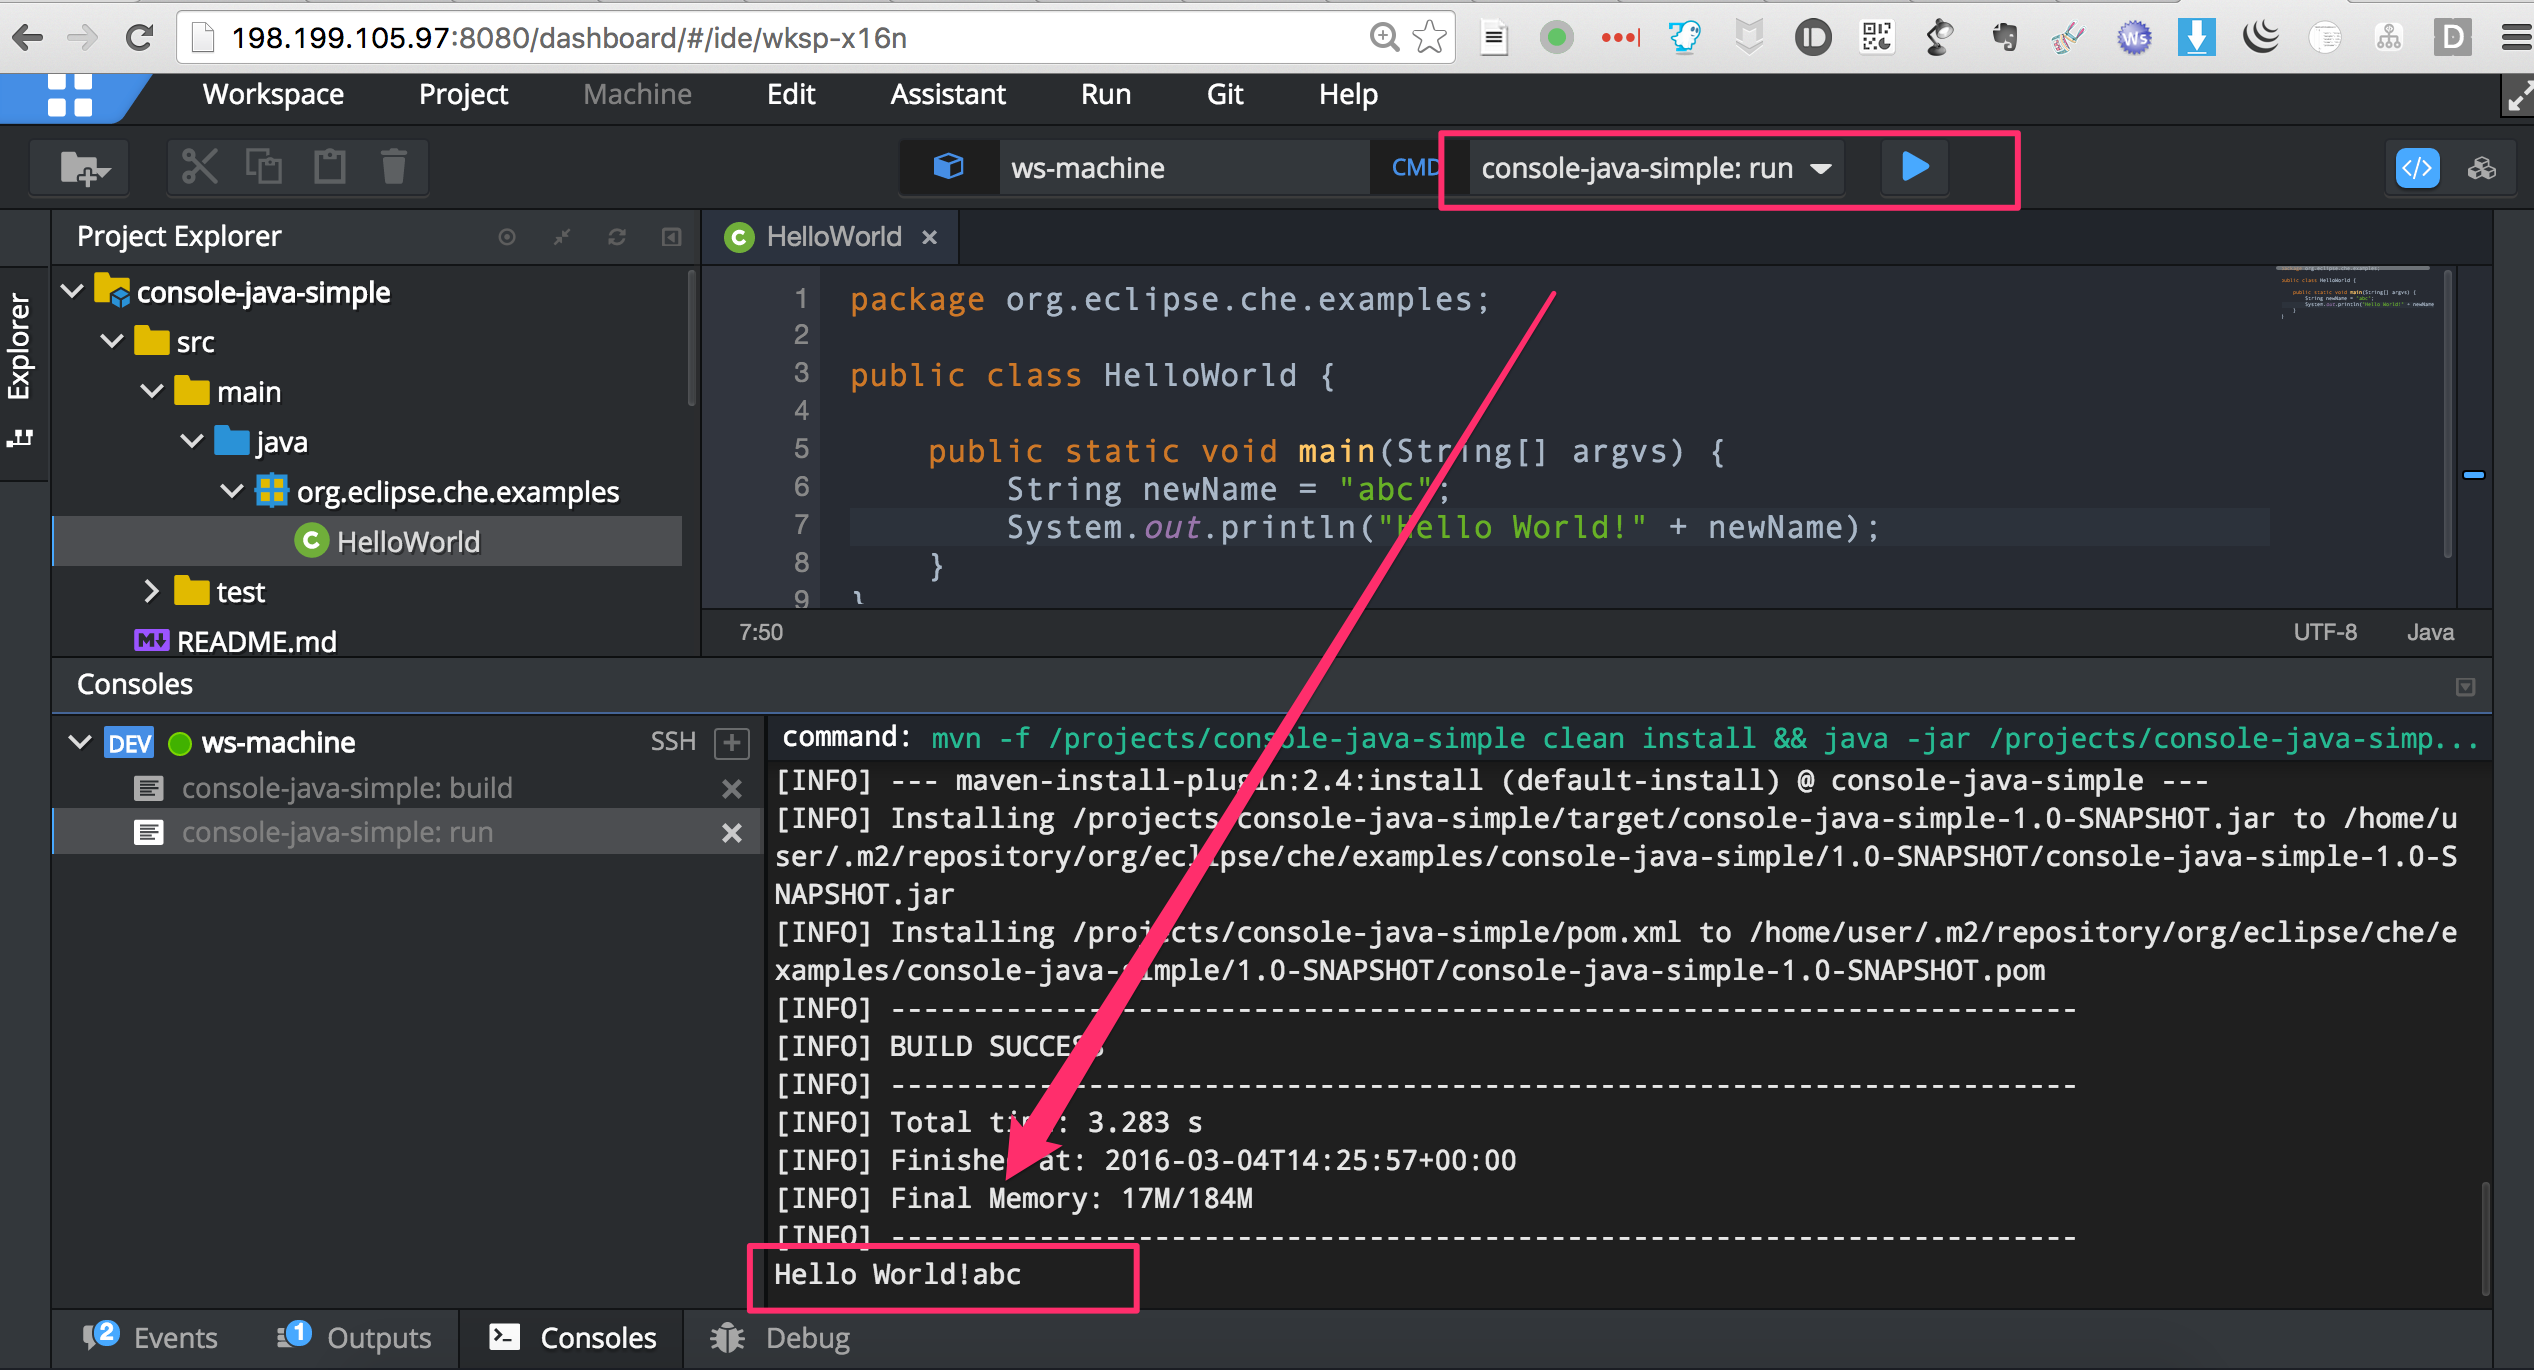 198.199.105.97:8080/dashboard/#/ide/wksp-x16n
Workspace Project Machine Edit Assistant Run Git Help
ws-machine CMD console-java-simple: run
Project Explorer
HelloWorld
Explorer
console-java-simple
src
main
java
org.eclipse.che.examples
HelloWorld
test
README.md
1 package org.eclipse.che.examples;
2
3 public class HelloWorld {
4
5 public static void main(String[] argvs) {
6 String newName = "abc";
7 System.out.println("Hello World!" + newName);
8 }
9 }
7:50 UTF-8 Java
Consoles
DEV ws-machine SSH
console-java-simple: build
console-java-simple: run
command: mvn -f /projects/console-java-simple clean install && java -jar /projects/console-java-simp...
[INFO] --- maven-install-plugin:2.4:install (default-install) @ console-java-simple ---
[INFO] Installing /projects/console-java-simple/target/console-java-simple-1.0-SNAPSHOT.jar to /home/u
ser/.m2/repository/org/eclipse/che/examples/console-java-simple/1.0-SNAPSHOT/console-java-simple-1.0-S
NAPSHOT.jar
[INFO] Installing /projects/console-java-simple/pom.xml to /home/user/.m2/repository/org/eclipse/che/e
xamples/console-java-simple/1.0-SNAPSHOT/console-java-simple-1.0-SNAPSHOT.pom
[INFO] ------------------------------------------------------------------------
[INFO] BUILD SUCCESS
[INFO] ------------------------------------------------------------------------
[INFO] Total time: 3.283 s
[INFO] Finished at: 2016-03-04T14:25:57+00:00
[INFO] Final Memory: 17M/184M
[INFO] ------------------------------------------------------------------------
Hello World!abc
2 Events 1 Outputs Consoles Debug